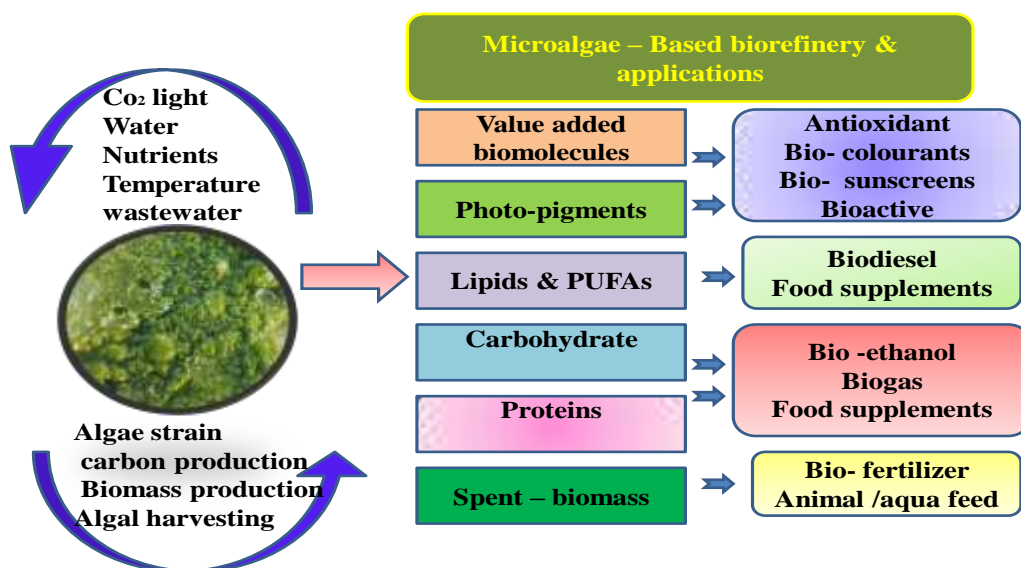 Microalgae – Based biorefinery &
applications
Co₂ light
Water
Nutrients
Temperature
wastewater
Algae strain
carbon production
Biomass production
Algal harvesting
Value added
biomolecules
Photo-pigments
Lipids & PUFAs
Carbohydrate
Proteins
Spent – biomass
Antioxidant
Bio- colourants
Bio- sunscreens
Bioactive
Biodiesel
Food supplements
Bio -ethanol
Biogas
Food supplements
Bio- fertilizer
Animal /aqua feed